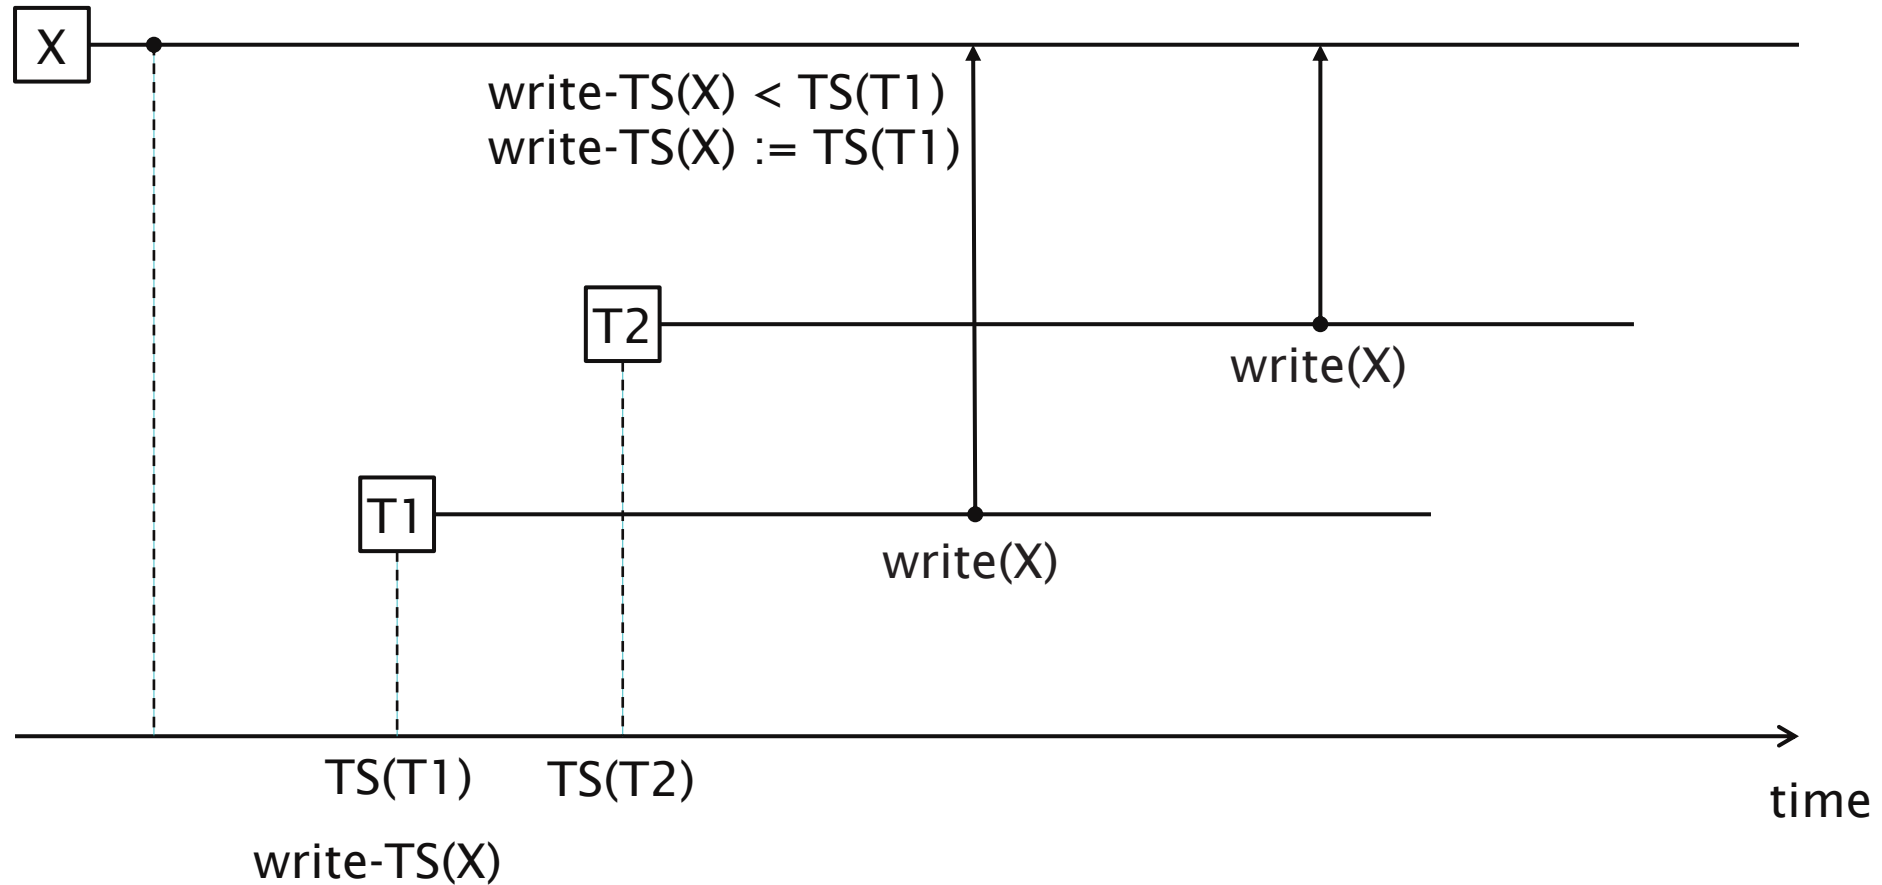 X
write-TS(X) < TS(T1)
write-TS(X) := TS(T1)
T2
write(X)
T1
write(X)
TS(T1)
TS(T2)
time
write-TS(X)